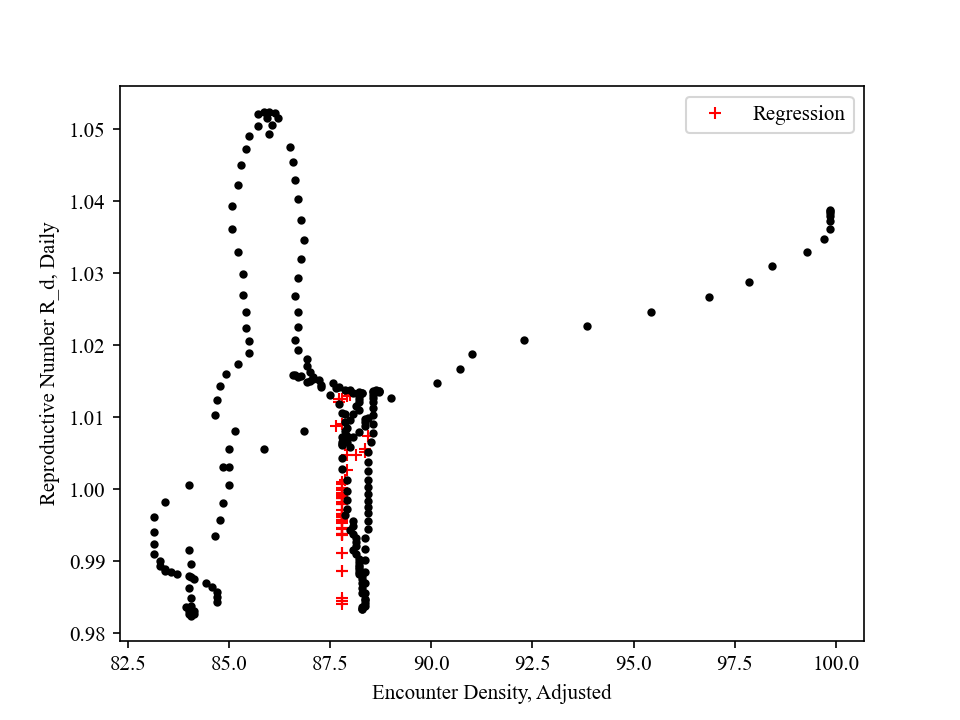 Regression
1.05
1.04
1.03
1.02
1.01
1.00
0.99
0.98
Reproductive Number R_d, Daily
82.5 85.0 87.5 90.0 92.5 95.0 97.5 100.0
Encounter Density, Adjusted